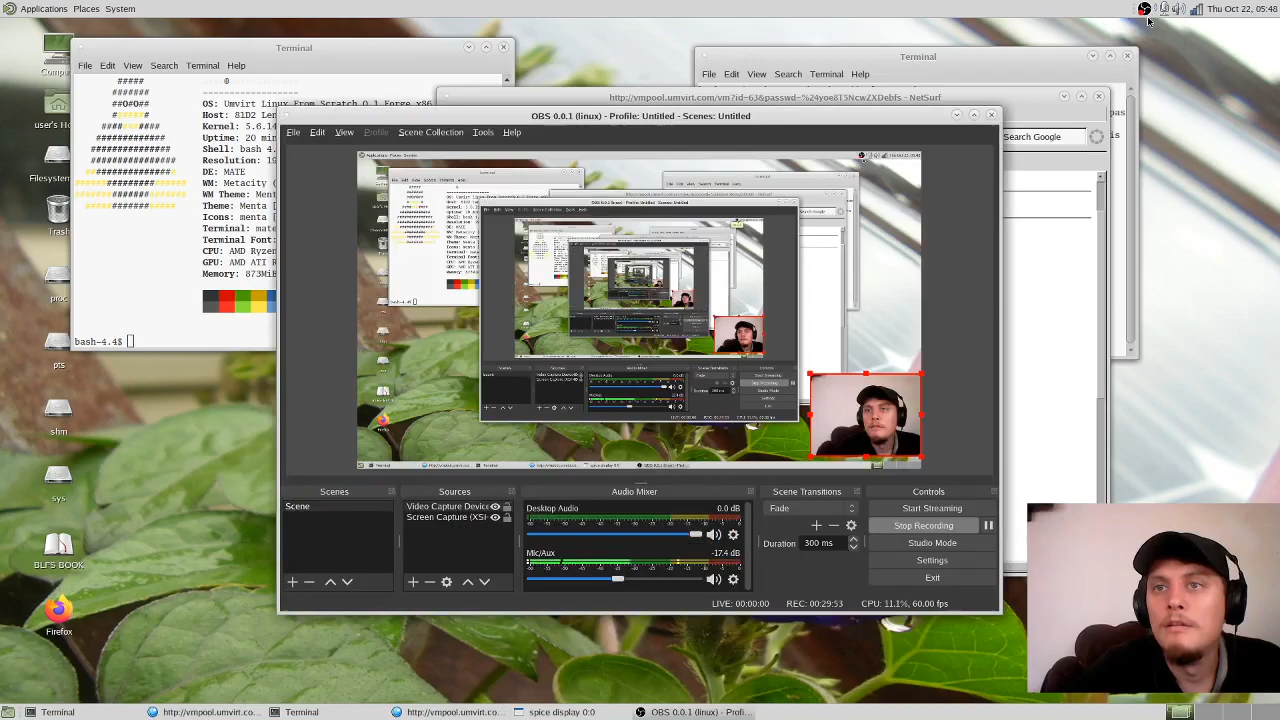 Applications Places System
Thu Oct 22, 05:48
Computer
user's Home
Filesystem
Trash
proc
pts
shm
sys
BLFS BOOK
Firefox
Terminal
File Edit View Search Terminal Help
#####
#######
##O#O##
#######
###########
#############
###############
################
OS: Umvirt Linux From Scratch 0.1 Forge x86
Host: 81D2 Len
Kernel: 5.6.14
Uptime: 20 min
Shell: bash 4.
Resolution: 19
DE: MATE
WM: Metacity (
WM Theme: Ment
Theme: Menta [
Icons: menta [
Terminal: mate
Terminal Font:
CPU: AMD Ryzen
GPU: AMD ATI R
Memory: 873MiB
bash-4.4$
Terminal
File Edit View Search Terminal Help
http://vmpool.umvirt.com/vm?id=63&passwd=%24yoe8T5NcwZXDebfs - NetSurf
Search Google
OBS 0.0.1 (linux) - Profile: Untitled - Scenes: Untitled
File Edit View Profile Scene Collection Tools Help
Scenes
Scene
Sources
Video Capture Device
Screen Capture (XSH
Audio Mixer
Desktop Audio 0.0 dB
Mic/Aux -17.4 dB
Scene Transitions
Fade
Duration 300 ms
Controls
Start Streaming
Stop Recording
Studio Mode
Settings
Exit
LIVE: 00:00:00 REC: 00:29:53 CPU: 11.1%, 60.00 fps
Terminal
http://vmpool.umvirt.co...
Terminal
http://vmpool.umvirt.co...
spice display 0:0
OBS 0.0.1 (linux) - Profi...